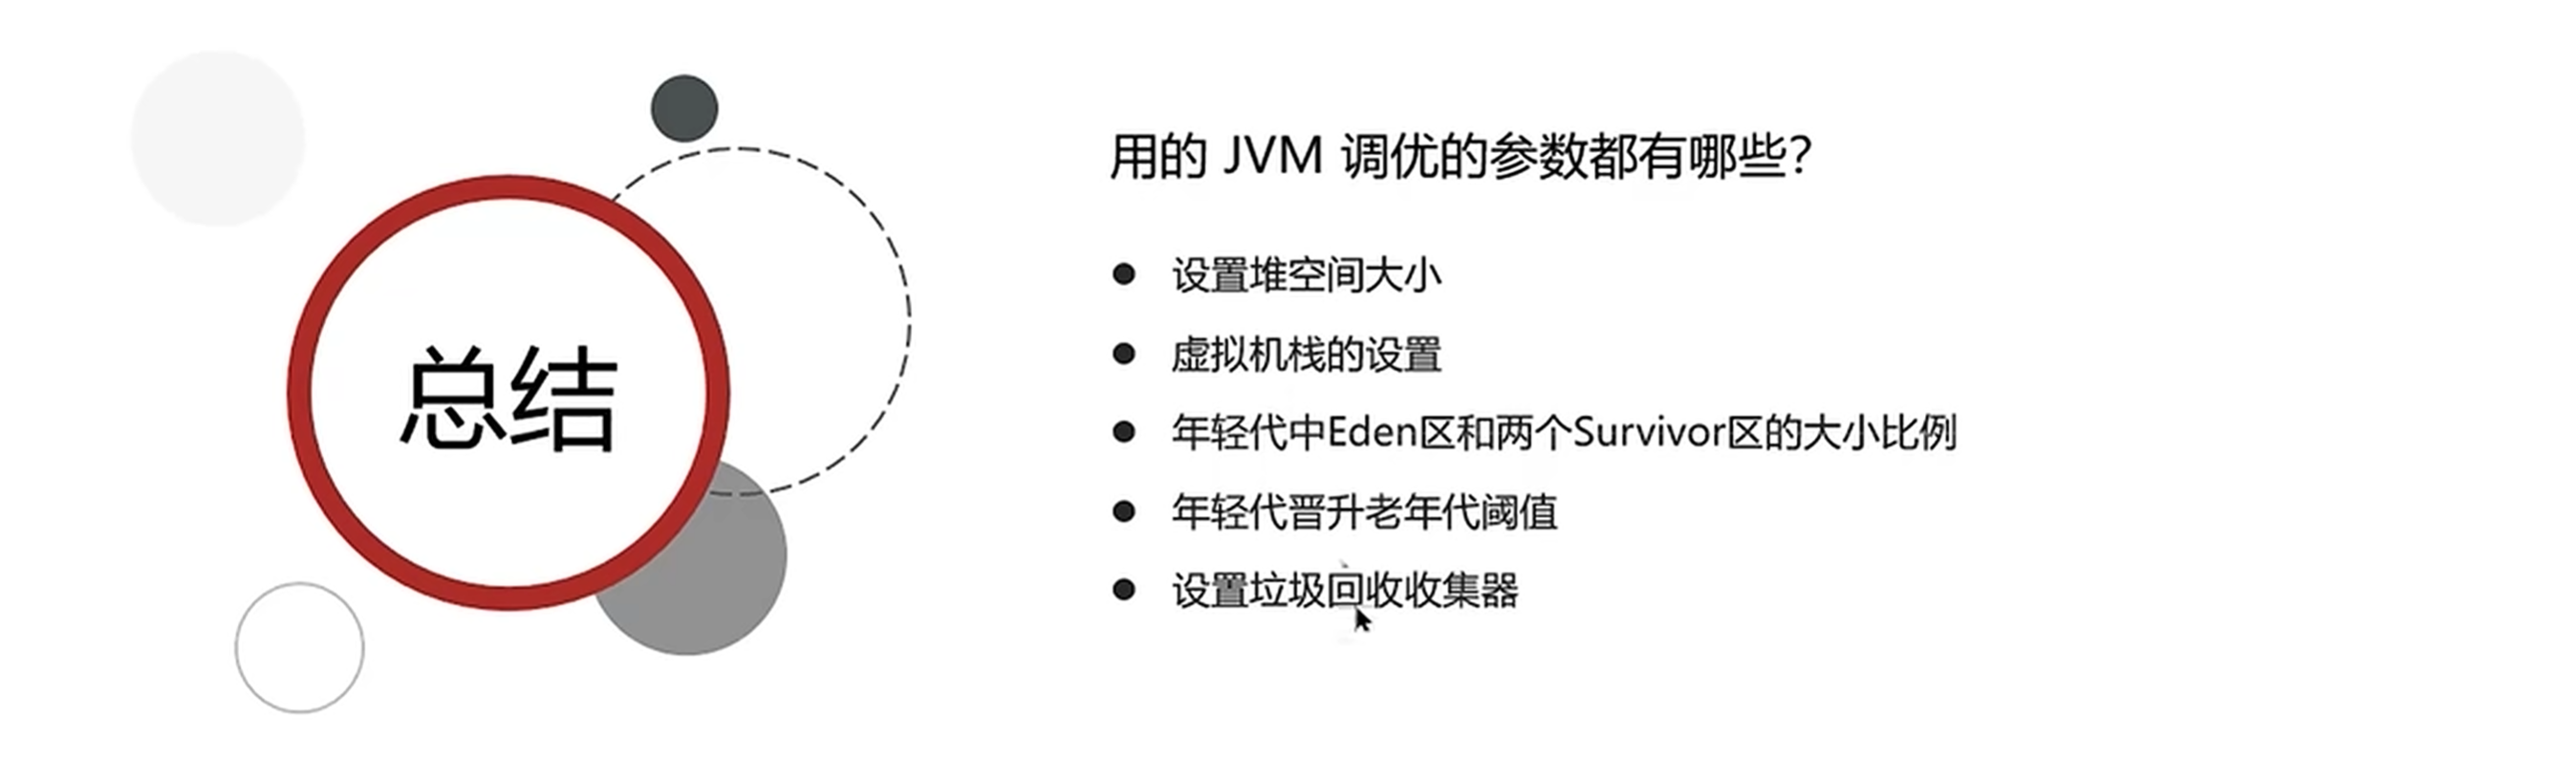 总结
用的 JVM 调优的参数都有哪些?
● 设置堆空间大小
● 虚拟机栈的设置
● 年轻代中Eden区和两个Survivor区的大小比例
● 年轻代晋升老年代阈值
● 设置垃圾回收收集器